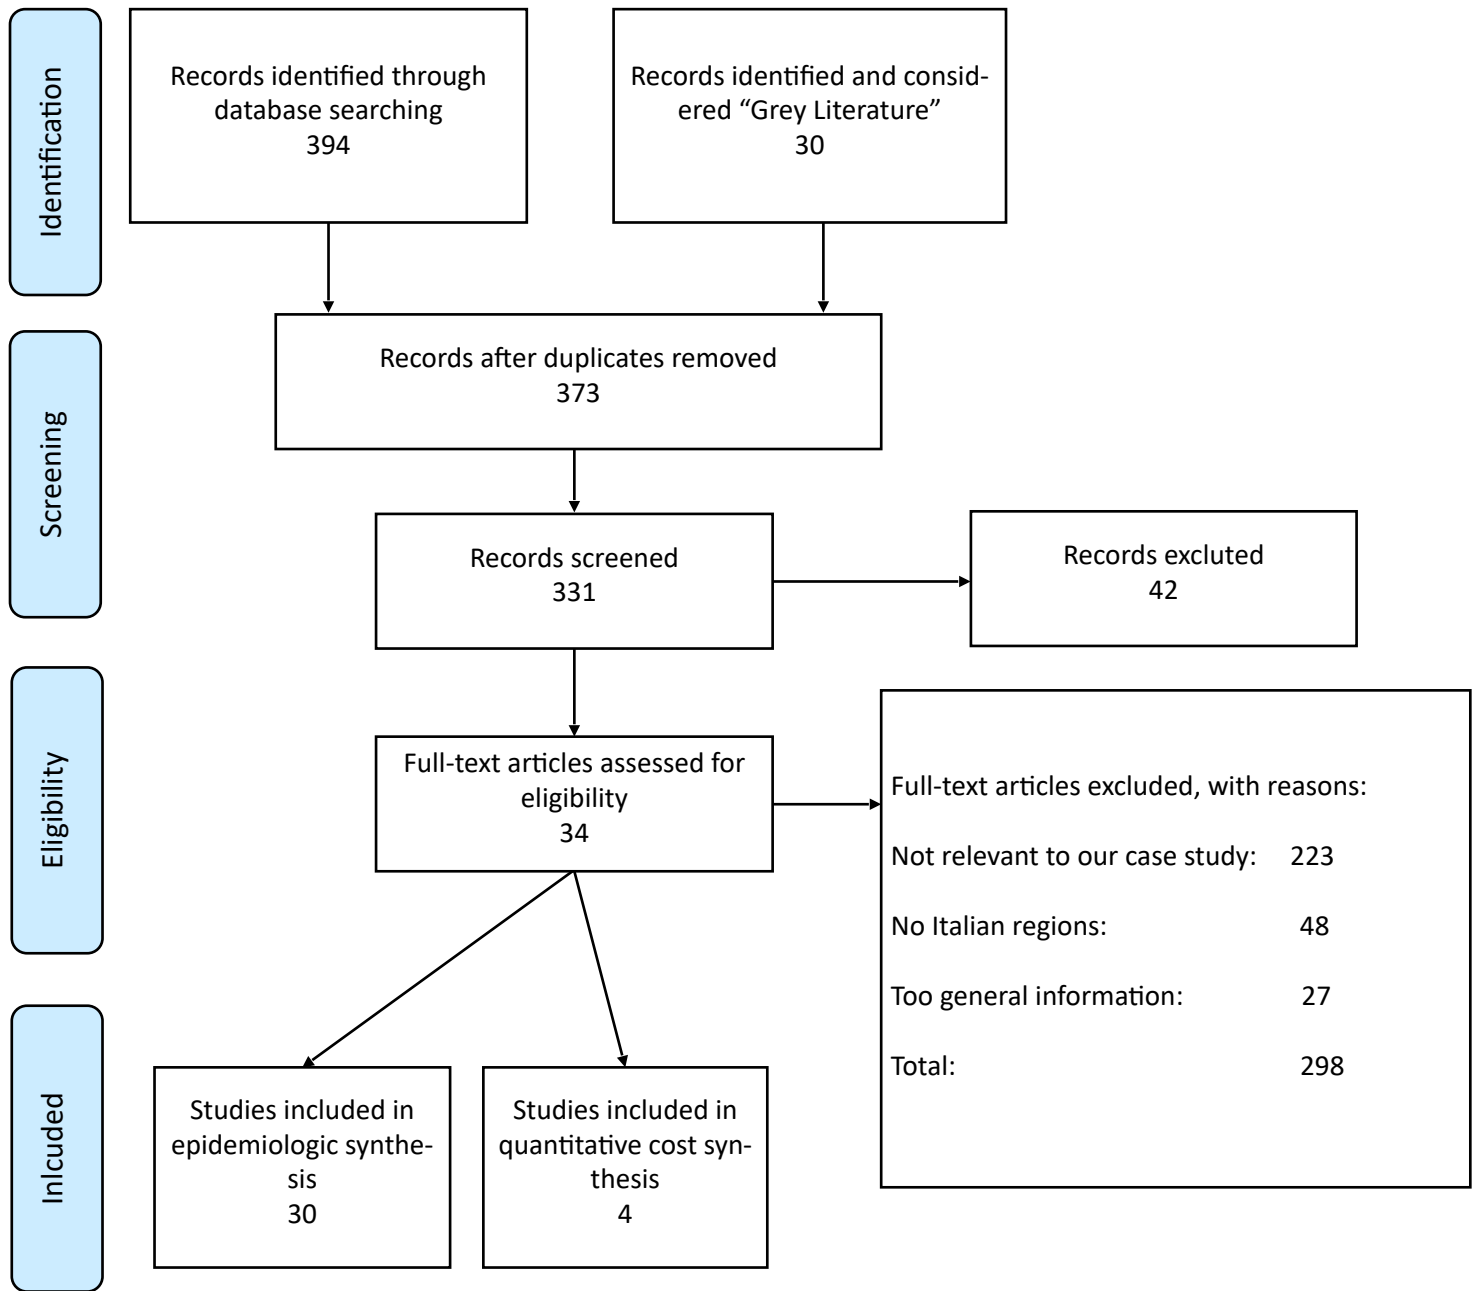 Identification
Records identified through
database searching
394
Records identified and consid-
ered “Grey Literature”
30
Screening
Records after duplicates removed
373
Records screened
331
Records excluted
42
Eligibility
Full-text articles assessed for
eligibility
34
Full-text articles excluded, with reasons:
Not relevant to our case study: 223
No Italian regions: 48
Too general information: 27
Total: 298
Inlcuded
Studies included in
epidemiologic synthe-
sis
30
Studies included in
quantitative cost syn-
thesis
4